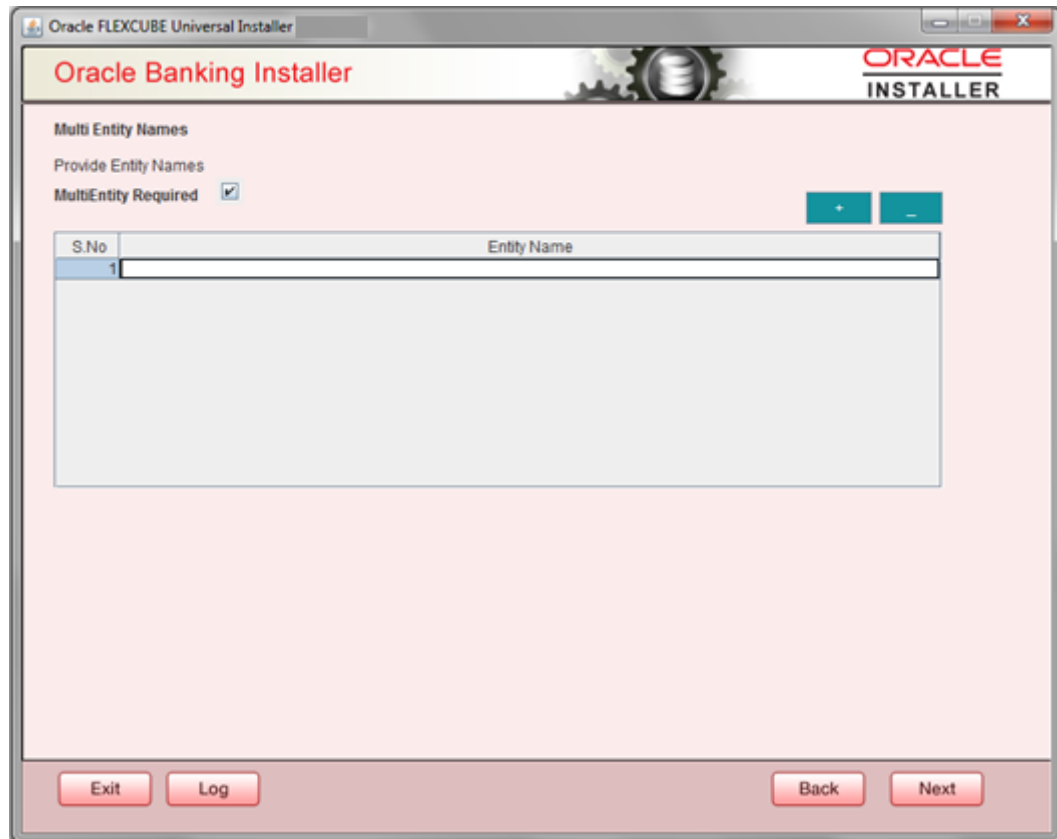 Oracle FLEXCUBE Universal Installer
Oracle Banking Installer
ORACLE
INSTALLER
Multi Entity Names
Provide Entity Names
MultiEntity Required
+ _
S.No Entity Name
1
Exit Log Back Next